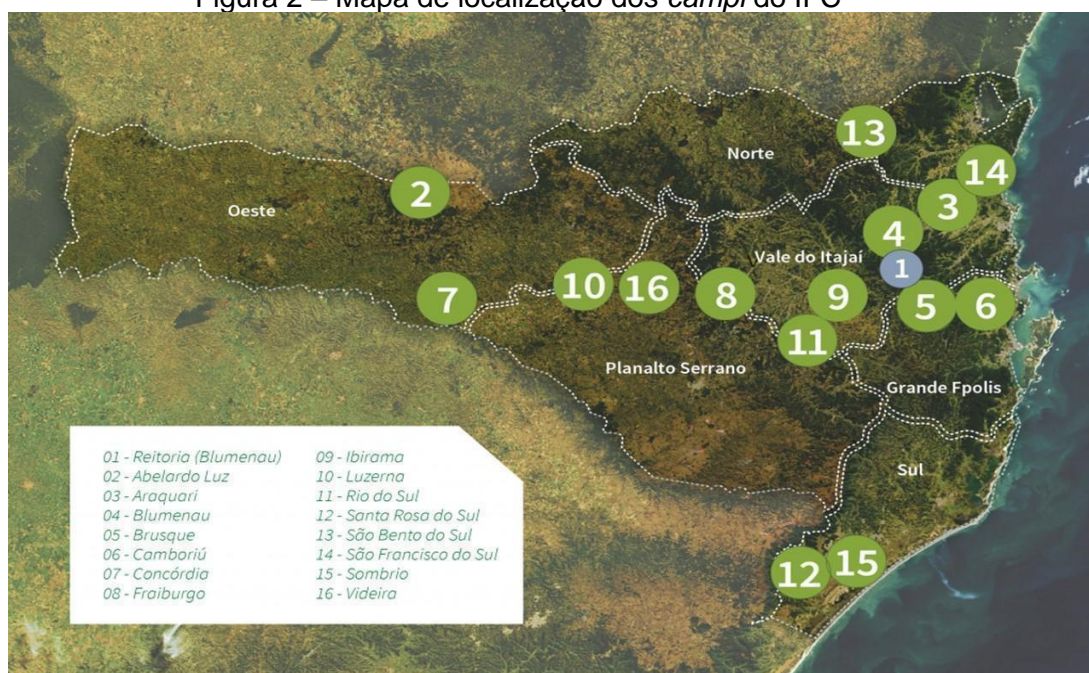 Figura 2 – Mapa de localização dos campi do IFC
Norte
13
14
2
3
Oeste
4
Vale do Itajaí
1
10
16
8
9
7
5
6
11
Planalto Serrano
Grande Fpolis
Sul
12
15
01 - Reitoria (Blumenau)
02 - Abelardo Luz
03 - Araquari
04 - Blumenau
05 - Brusque
06 - Camboriú
07 - Concórdia
08 - Fraiburgo
09 - Ibirama
10 - Luzerna
11 - Rio do Sul
12 - Santa Rosa do Sul
13 - São Bento do Sul
14 - São Francisco do Sul
15 - Sombrio
16 - Videira